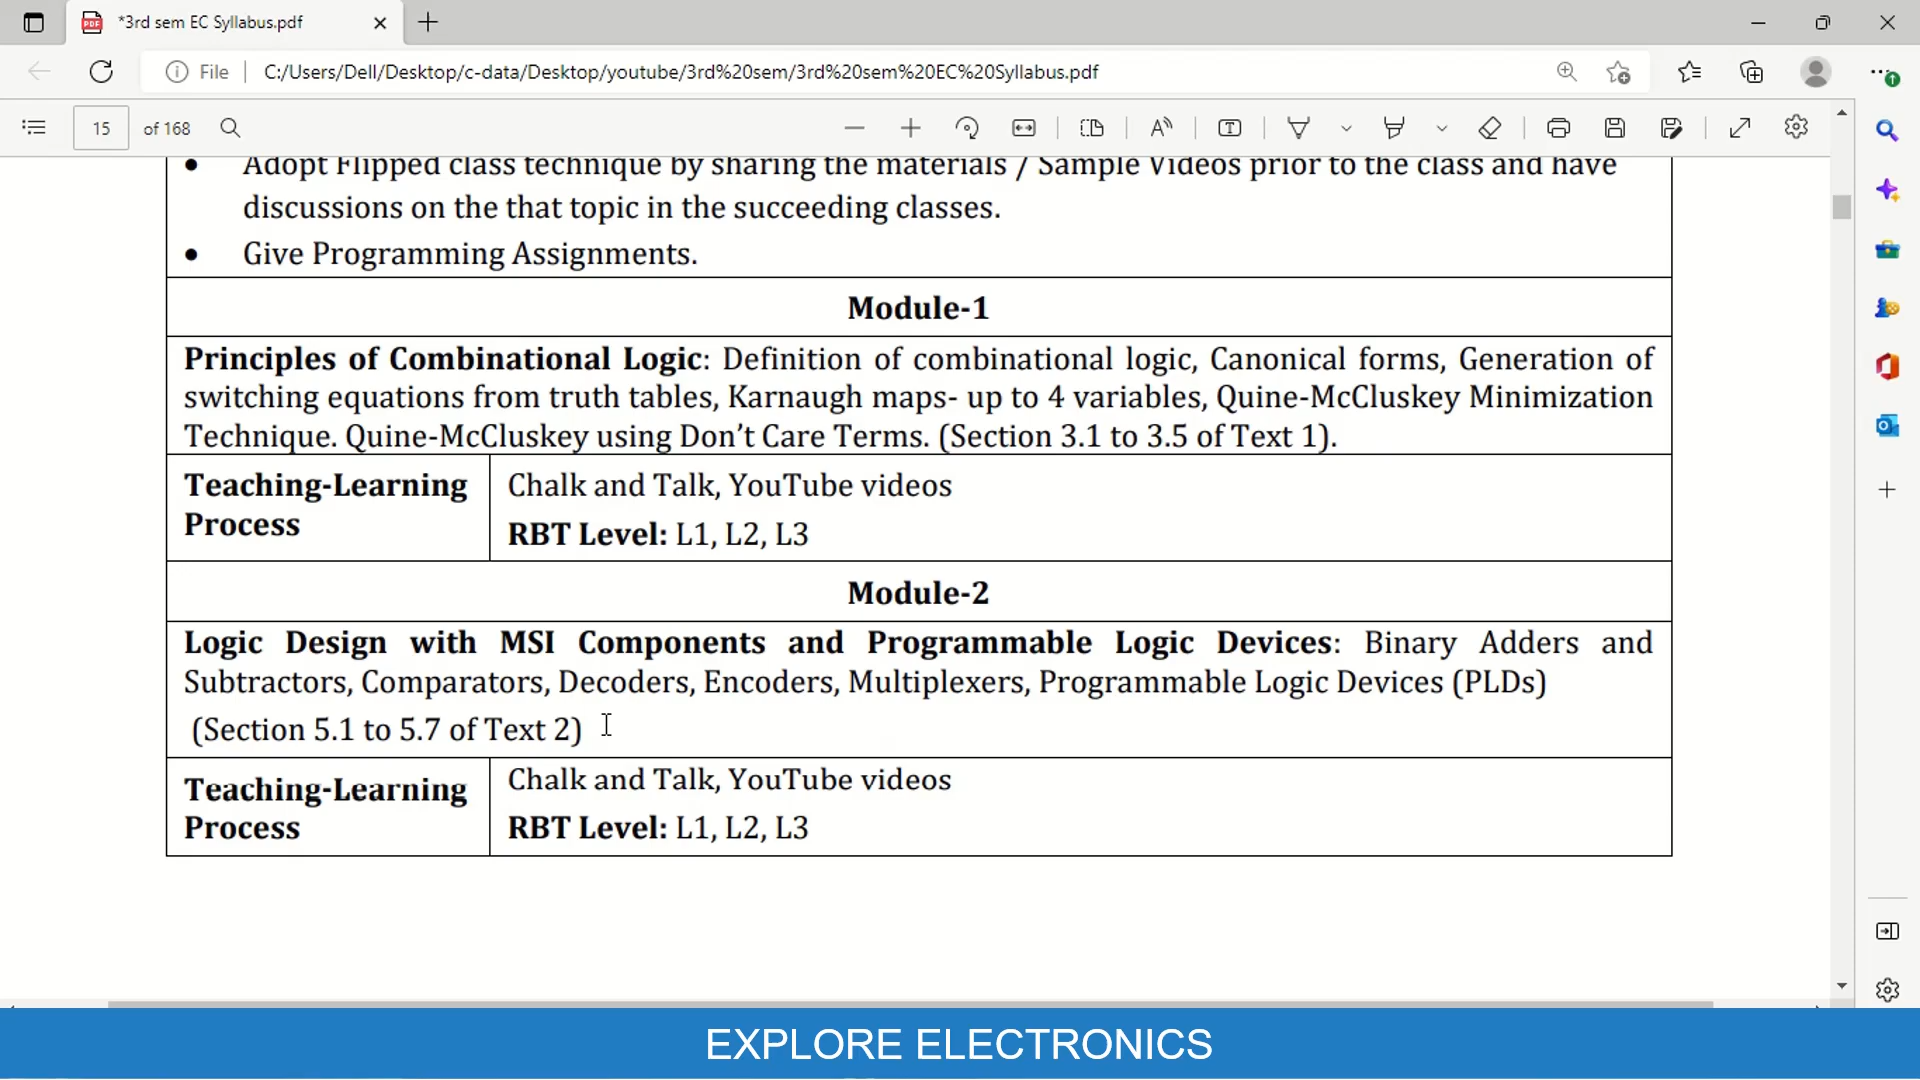 *3rd sem EC Syllabus.pdf
File
C:/Users/Dell/Desktop/c-data/Desktop/youtube/3rd%20sem/3rd%20sem%20EC%20Syllabus.pdf
15 of 168
• Adopt Flipped class technique by sharing the materials / Sample Videos prior to the class and have
discussions on the that topic in the succeeding classes.
• Give Programming Assignments.
Module-1
Principles of Combinational Logic: Definition of combinational logic, Canonical forms, Generation of
switching equations from truth tables, Karnaugh maps- up to 4 variables, Quine-McCluskey Minimization
Technique. Quine-McCluskey using Don’t Care Terms. (Section 3.1 to 3.5 of Text 1).
Teaching-Learning
Process
Chalk and Talk, YouTube videos
RBT Level: L1, L2, L3
Module-2
Logic Design with MSI Components and Programmable Logic Devices: Binary Adders and
Subtractors, Comparators, Decoders, Encoders, Multiplexers, Programmable Logic Devices (PLDs)
(Section 5.1 to 5.7 of Text 2)
Teaching-Learning
Process
Chalk and Talk, YouTube videos
RBT Level: L1, L2, L3
EXPLORE ELECTRONICS